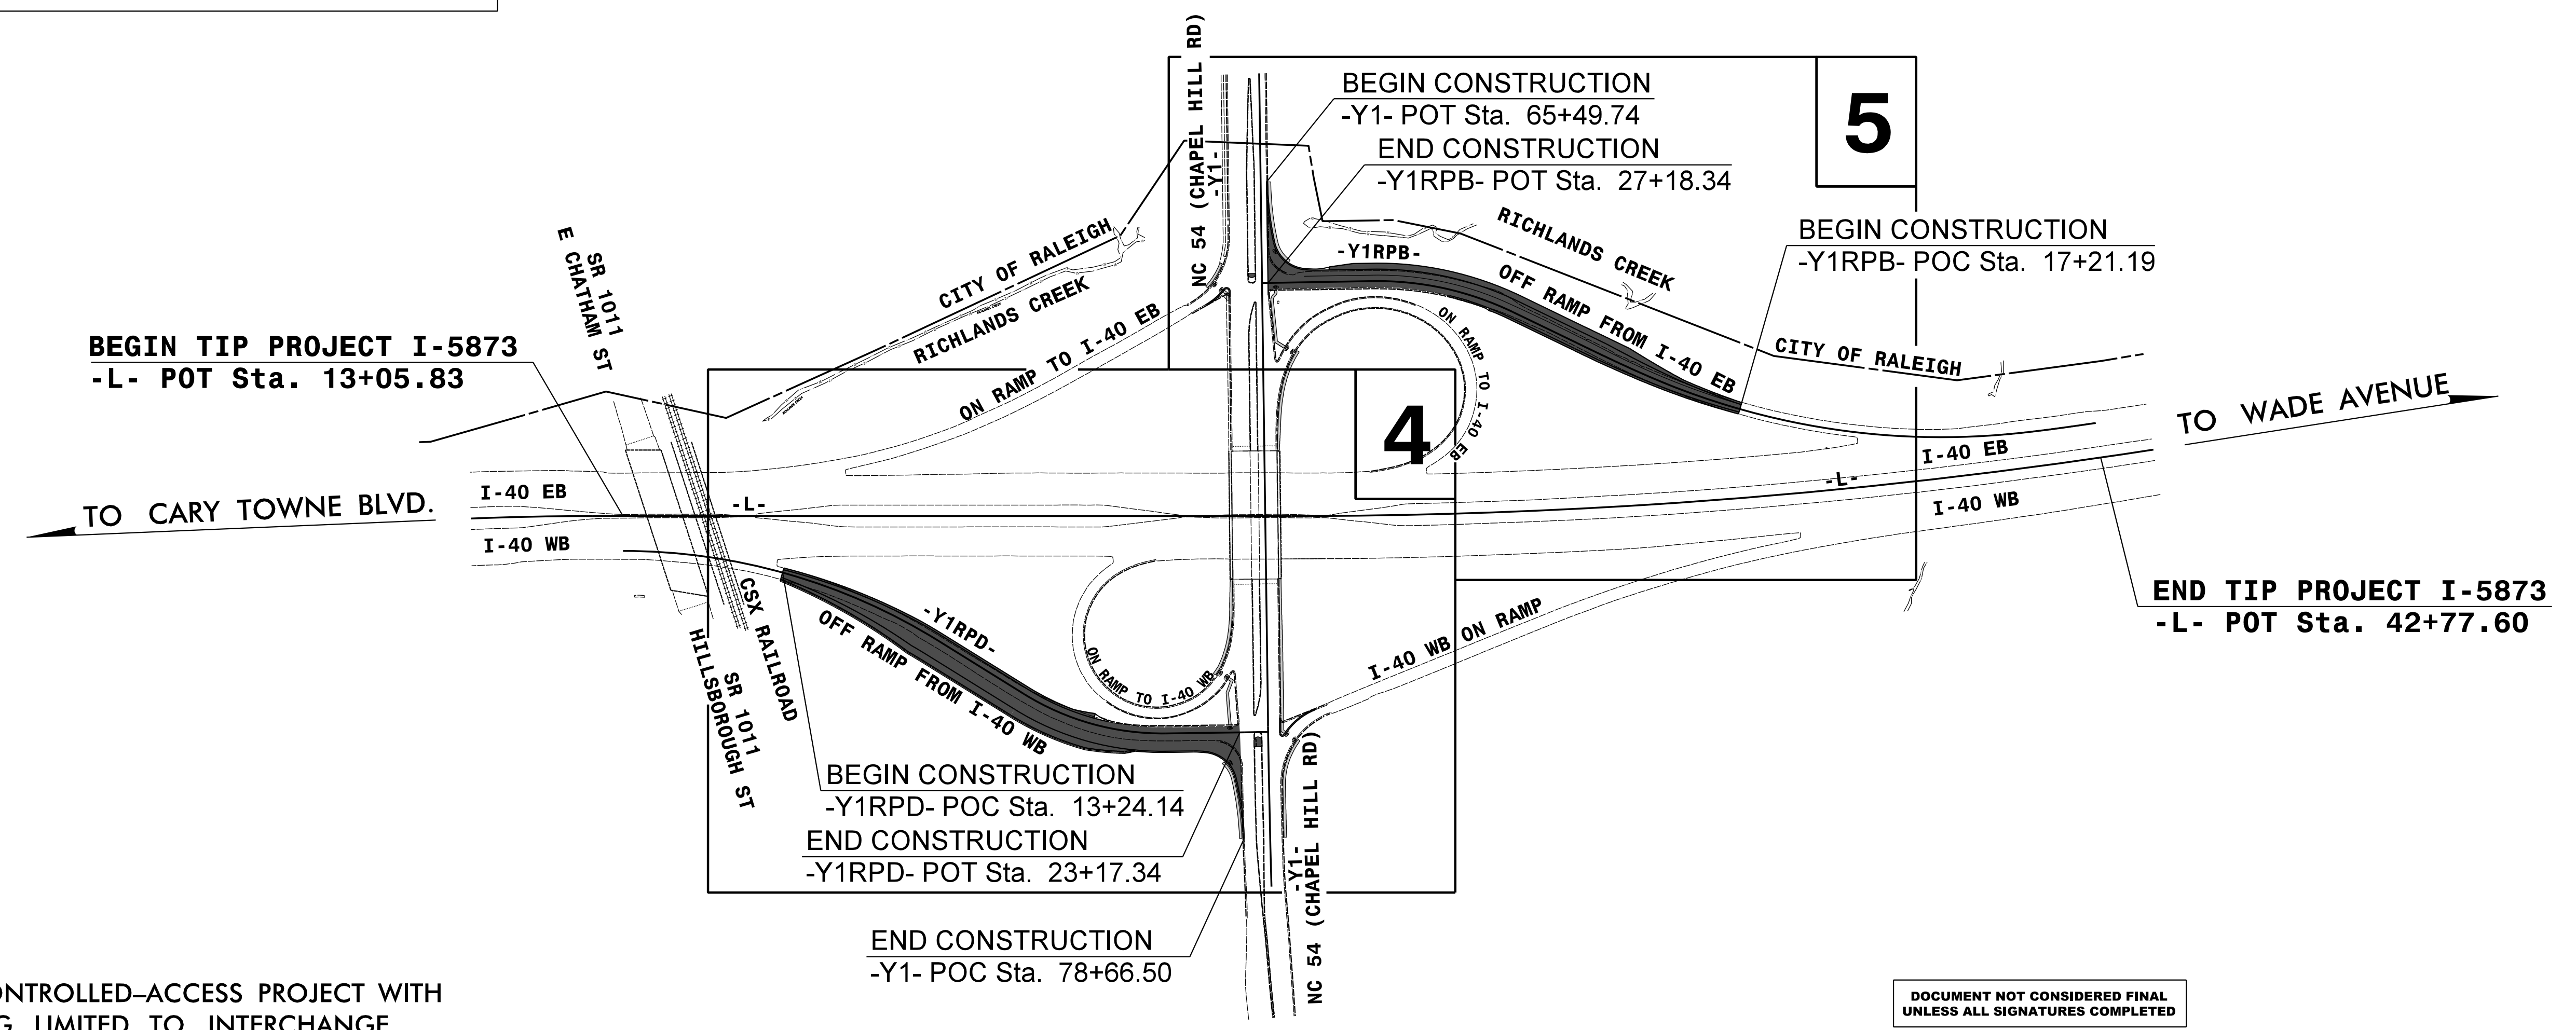 BEGIN CONSTRUCTION
-Y1- POT Sta. 65+49.74
END CONSTRUCTION
-Y1RPB- POT Sta. 27+18.34
5
BEGIN CONSTRUCTION
-Y1RPB- POC Sta. 17+21.19
NC 54 (CHAPEL HILL RD)
-Y1-
CITY OF RALEIGH
RICHLANDS CREEK
RICHLANDS CREEK
-Y1RPB-
OFF RAMP FROM I-40 EB
CITY OF RALEIGH
SR 1011
E CHATHAM ST
BEGIN TIP PROJECT I-5873
-L- POT Sta. 13+05.83
ON RAMP TO I-40 EB
ON RAMP TO I-40 EB
4
TO WADE AVENUE
TO CARY TOWNE BLVD.
I-40 EB
-L-
I-40 WB
I-40 EB
-L-
I-40 WB
CSX RAILROAD
SR 1011
HILLSBOROUGH ST
-Y1RPD-
OFF RAMP FROM I-40 WB
ON RAMP TO I-40 WB
I-40 WB ON RAMP
END TIP PROJECT I-5873
-L- POT Sta. 42+77.60
BEGIN CONSTRUCTION
-Y1RPD- POC Sta. 13+24.14
END CONSTRUCTION
-Y1RPD- POT Sta. 23+17.34
-Y1-
NC 54 (CHAPEL HILL RD)
END CONSTRUCTION
-Y1- POC Sta. 78+66.50
ONTROLLED–ACCESS PROJECT WITH
G LIMITED TO INTERCHANGE
DOCUMENT NOT CONSIDERED FINAL
UNLESS ALL SIGNATURES COMPLETED